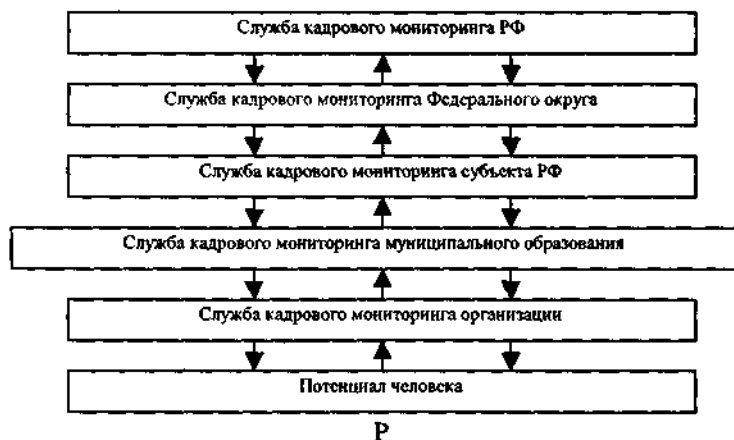 Служба кадрового мониторинга РФ
Служба кадрового мониторинга Федерального округа
Служба кадрового мониторинга субъекта РФ
Служба кадрового мониторинга муниципального образования
Служба кадрового мониторинга организации
Потенциал человека
Р